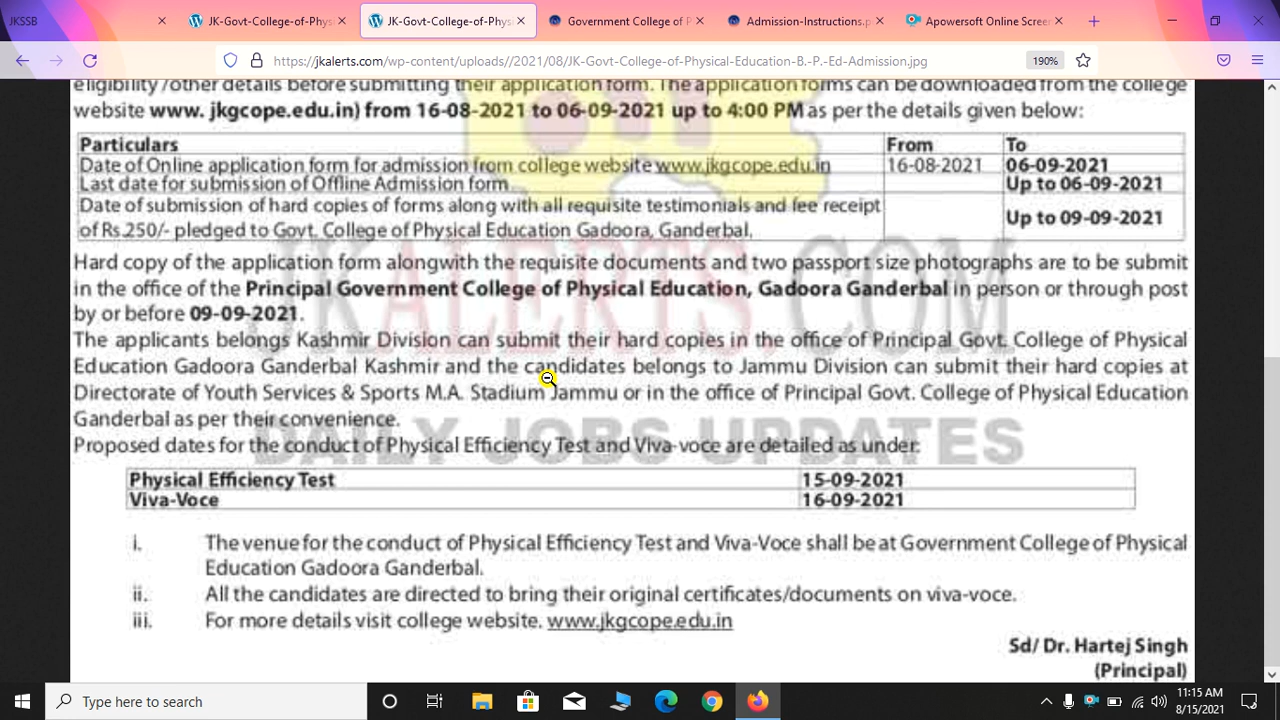 JKSSB
JK-Govt-College-of-Phys
JK-Govt-College-of-Phys
Government College of P
Admission-Instructions.p
Apowersoft Online Scree
https://jkalerts.com/wp-content/uploads//2021/08/JK-Govt-College-of-Physical-Education-B.-P.-Ed-Admission.jpg
190%
eligibility /other details before submitting their application form. The application forms can be downloaded from the college
website www. jkgcope.edu.in) from 16-08-2021 to 06-09-2021 up to 4:00 PM as per the details given below:
Particulars From To
Date of Online application form for admission from college website www.jkgcope.edu.in 16-08-2021 06-09-2021
Last date for submission of Offline Admission form. Up to 06-09-2021
Date of submission of hard copies of forms along with all requisite testimonials and fee receipt
of Rs.250/- pledged to Govt. College of Physical Education Gadoora, Ganderbal. Up to 09-09-2021
Hard copy of the application form alongwith the requisite documents and two passport size photographs are to be submit
in the office of the Principal Government College of Physical Education, Gadoora Ganderbal in person or through post
by or before 09-09-2021.
JKALERTS.COM
The applicants belongs Kashmir Division can submit their hard copies in the office of Principal Govt. College of Physical
Education Gadoora Ganderbal Kashmir and the candidates belongs to Jammu Division can submit their hard copies at
Directorate of Youth Services & Sports M.A. Stadium Jammu or in the office of Principal Govt. College of Physical Education
Ganderbal as per their convenience.
DAILY JOBS UPDATES
Proposed dates for the conduct of Physical Efficiency Test and Viva-voce are detailed as under:
Physical Efficiency Test 15-09-2021
Viva-Voce 16-09-2021
i. The venue for the conduct of Physical Efficiency Test and Viva-Voce shall be at Government College of Physical
Education Gadoora Ganderbal.
ii. All the candidates are directed to bring their original certificates/documents on viva-voce.
iii. For more details visit college website. www.jkgcope.edu.in
Sd/ Dr. Hartej Singh
(Principal)
Type here to search
11:15 AM
8/15/2021